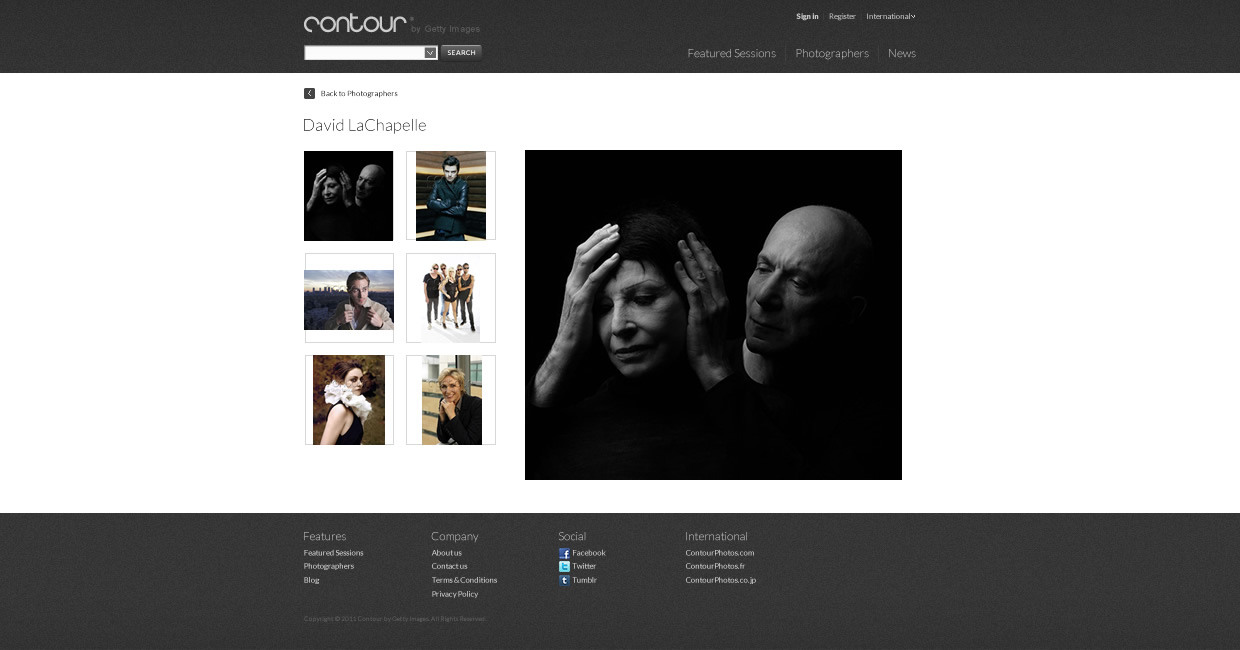 contour® by Getty Images
Sign in
Register
International
SEARCH
Featured Sessions
Photographers
News
Back to Photographers
David LaChapelle
Features
Featured Sessions
Photographers
Blog
Company
About us
Contact us
Terms & Conditions
Privacy Policy
Social
Facebook
Twitter
Tumblr
International
ContourPhotos.com
ContourPhotos.fr
ContourPhotos.co.jp
Copyright © 2011 Contour by Getty Images. All Rights Reserved.